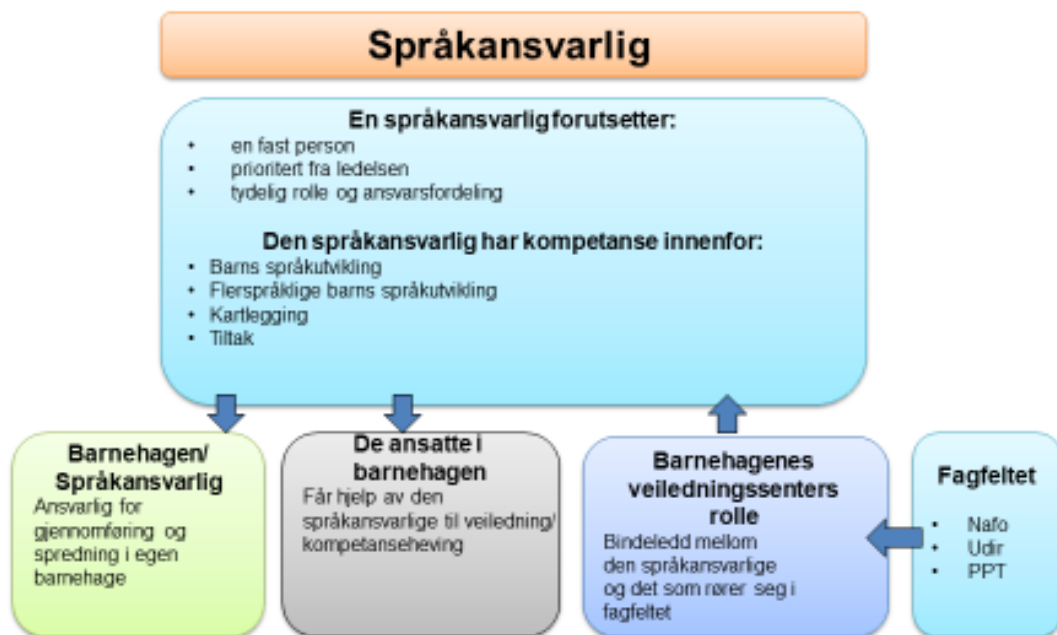 Språkansvarlig
En språkansvarlig forutsetter:
• en fast person
• prioritert fra ledelsen
• tydelig rolle og ansvarsfordeling
Den språkansvarlig har kompetanse innenfor:
• Barns språkutvikling
• Flerspråklige barns språkutvikling
• Kartlegging
• Tiltak
Barnehagen/
Språkansvarlig
Ansvarlig for
gjennomføring og
spredning i egen
barnehage
De ansatte i
barnehagen
Får hjelp av den
språkansvarlige til veiledning/
kompetanseheving
Barnehagenes
veiledningssenters
rolle
Bindeledd mellom
den språkansvarlige
og det som rører seg i
fagfeltet
Fagfeltet
• Nafo
• Udir
• PPT